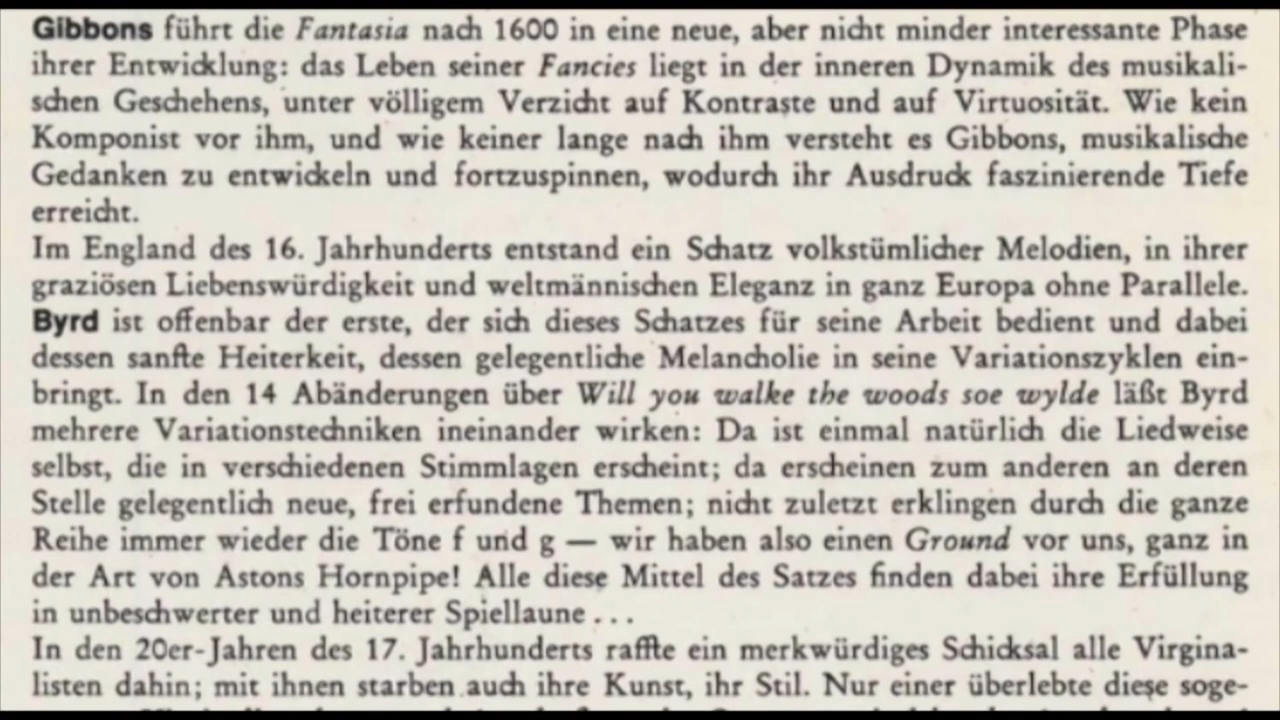 Gibbons führt die Fantasia nach 1600 in eine neue, aber nicht minder interessante Phase
ihrer Entwicklung: das Leben seiner Fancies liegt in der inneren Dynamik des musikali-
schen Geschehens, unter völligem Verzicht auf Kontraste und auf Virtuosität. Wie kein
Komponist vor ihm, und wie keiner lange nach ihm versteht es Gibbons, musikalische
Gedanken zu entwickeln und fortzuspinnen, wodurch ihr Ausdruck faszinierende Tiefe
erreicht.
Im England des 16. Jahrhunderts entstand ein Schatz volkstümlicher Melodien, in ihrer
graziösen Liebenswürdigkeit und weltmännischen Eleganz in ganz Europa ohne Parallele.
Byrd ist offenbar der erste, der sich dieses Schatzes für seine Arbeit bedient und dabei
dessen sanfte Heiterkeit, dessen gelegentliche Melancholie in seine Variationszyklen ein-
bringt. In den 14 Abänderungen über Will you walke the woods soe wylde läßt Byrd
mehrere Variationstechniken ineinander wirken: Da ist einmal natürlich die Liedweise
selbst, die in verschiedenen Stimmlagen erscheint; da erscheinen zum anderen an deren
Stelle gelegentlich neue, frei erfundene Themen; nicht zuletzt erklingen durch die ganze
Reihe immer wieder die Töne f und g — wir haben also einen Ground vor uns, ganz in
der Art von Astons Hornpipe! Alle diese Mittel des Satzes finden dabei ihre Erfüllung
in unbeschwerter und heiterer Spiellaune . . .
In den 20er-Jahren des 17. Jahrhunderts raffte ein merkwürdiges Schicksal alle Virgina-
listen dahin; mit ihnen starben auch ihre Kunst, ihr Stil. Nur einer überlebte diese soge-